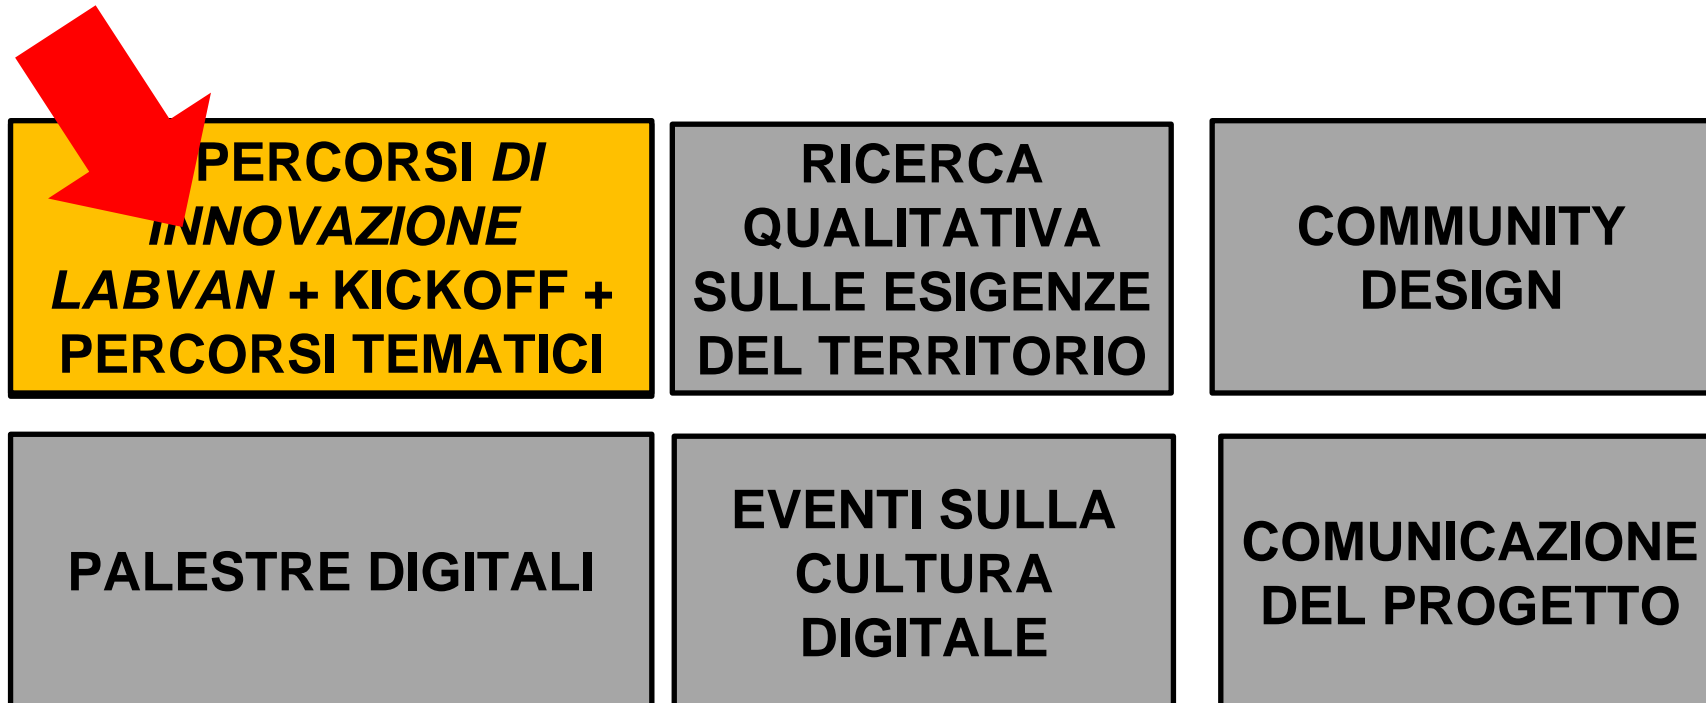 PERCORSI DI
INNOVAZIONE
LABVAN + KICKOFF +
PERCORSI TEMATICI
RICERCA
QUALITATIVA
SULLE ESIGENZE
DEL TERRITORIO
COMMUNITY
DESIGN
PALESTRE DIGITALI
EVENTI SULLA
CULTURA
DIGITALE
COMUNICAZIONE
DEL PROGETTO